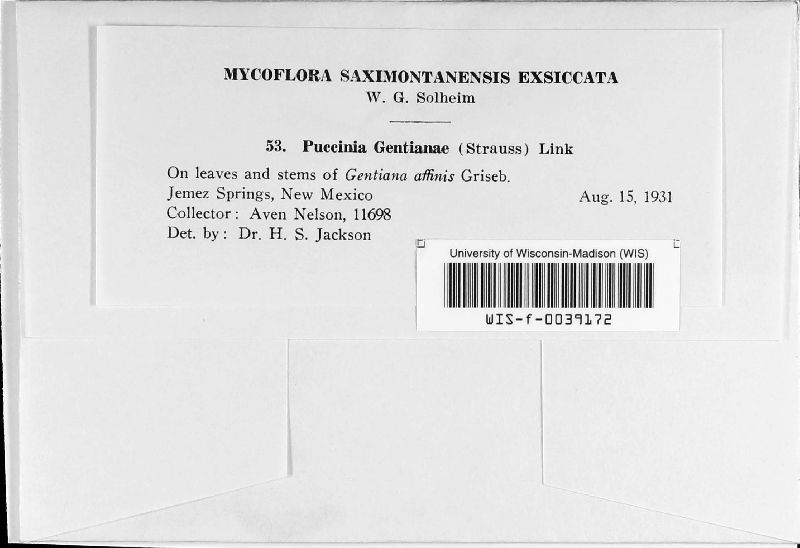 MYCOFLORA SAXIMONTANENSIS EXSICCATA
W. G. Solheim
53. Puccinia Gentianae (Strauss) Link
On leaves and stems of Gentiana affinis Griseb.
Jemez Springs, New Mexico Aug. 15, 1931
Collector: Aven Nelson, 11698
Det. by: Dr. H. S. Jackson
University of Wisconsin-Madison (WIS)
WIS-f-0039172